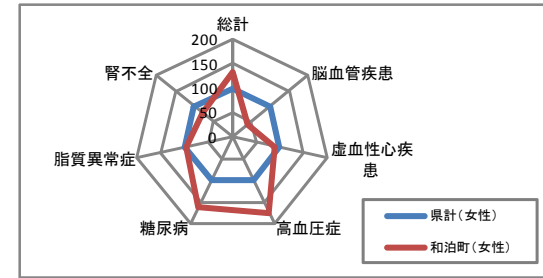 総計
200
150
100
50
0
脳血管疾患
虚血性心疾
患
高血圧症
糖尿病
脂質異常症
腎不全
県計(女性)
和泊町(女性)